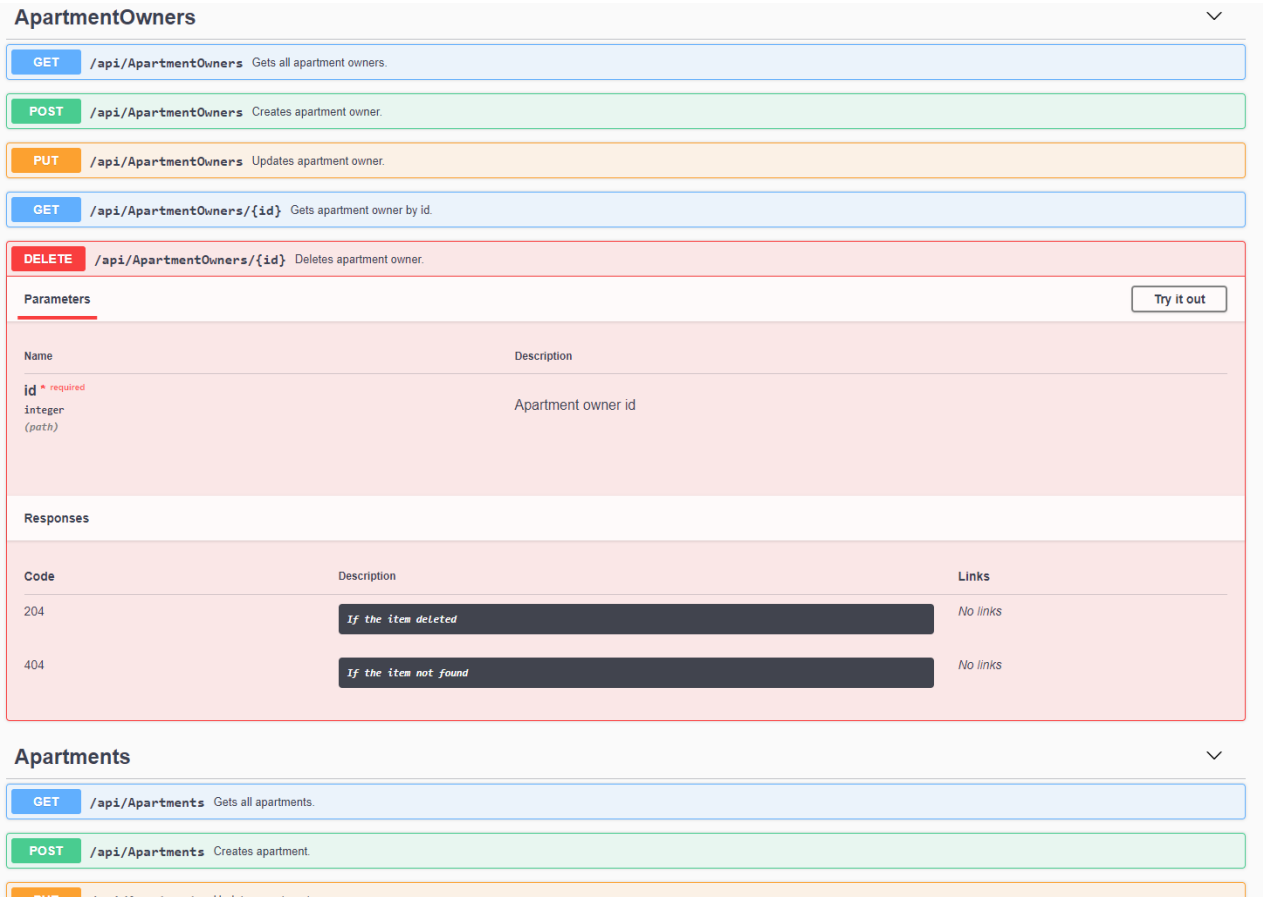 ApartmentOwners
GET /api/ApartmentOwners Gets all apartment owners.
POST /api/ApartmentOwners Creates apartment owner.
PUT /api/ApartmentOwners Updates apartment owner.
GET /api/ApartmentOwners/{id} Gets apartment owner by id.
DELETE /api/ApartmentOwners/{id} Deletes apartment owner.
Parameters Try it out
Name Description
id * required
integer Apartment owner id
(path)
Responses
Code Description Links
204 If the item deleted No links
404 If the item not found No links
Apartments
GET /api/Apartments Gets all apartments.
POST /api/Apartments Creates apartment.